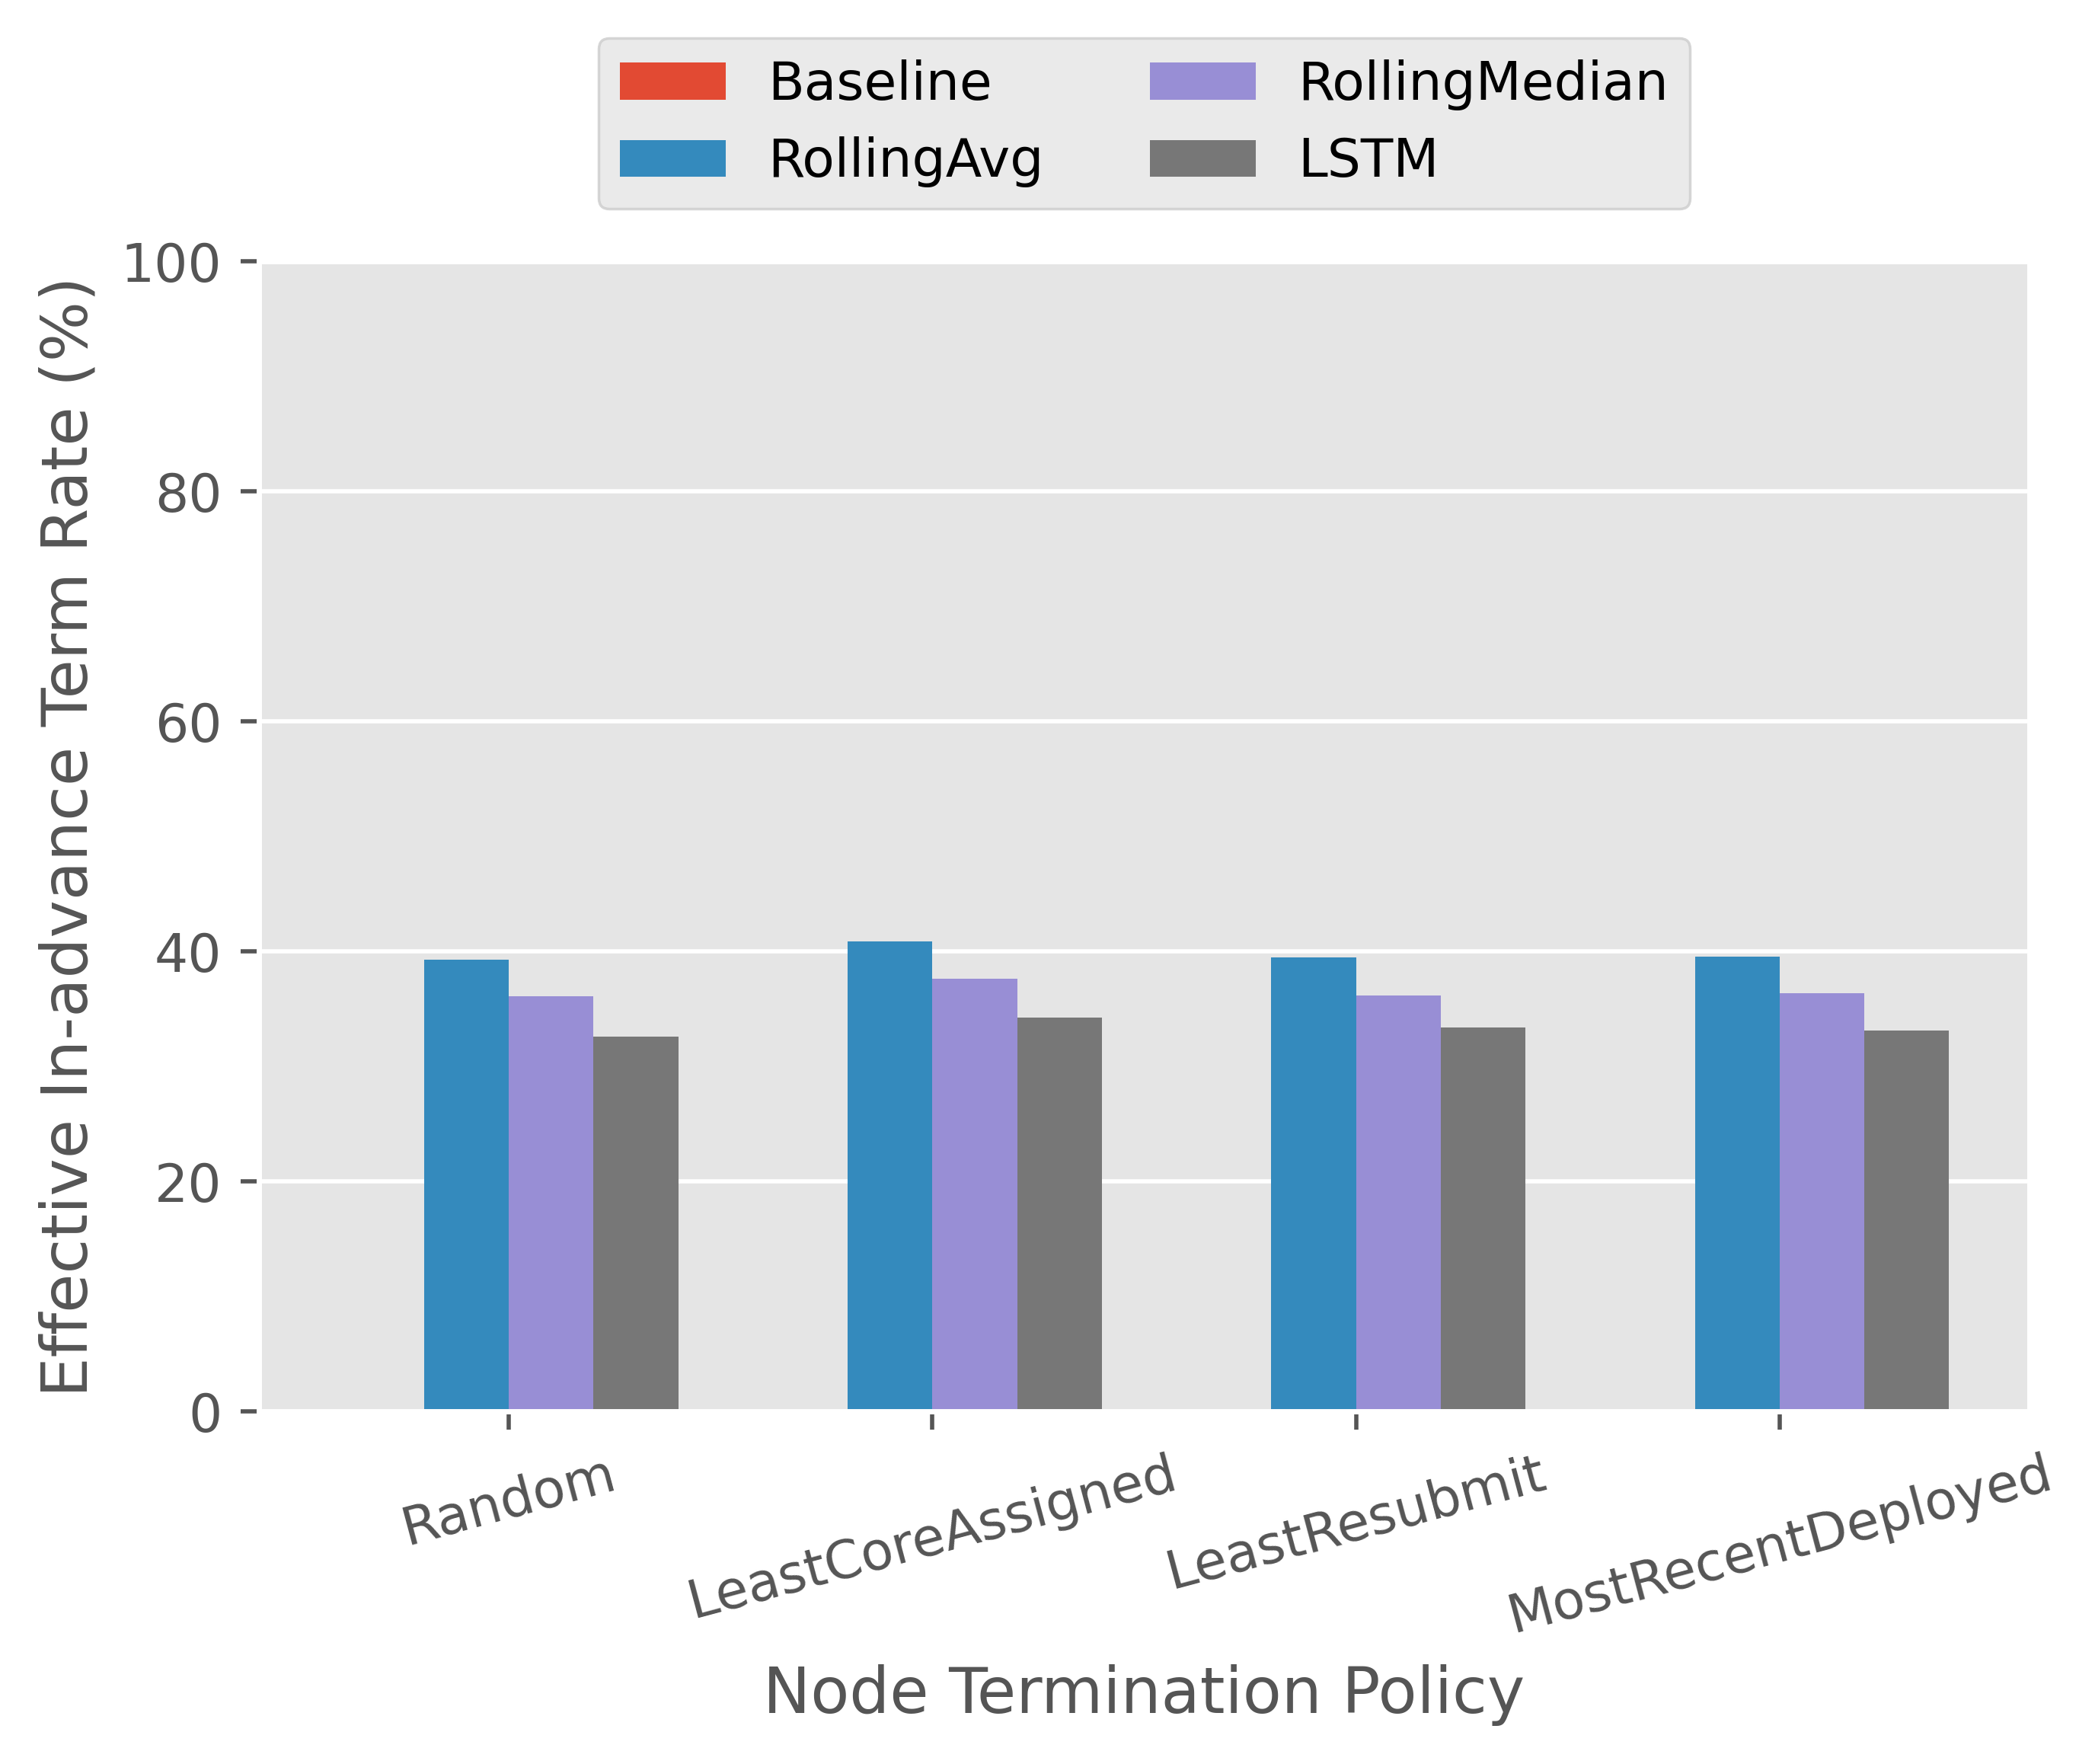 Baseline
RollingAvg
RollingMedian
LSTM
Effective In-advance Term Rate (%)
100
80
60
40
20
0
Random
LeastCoreAssigned
LeastResubmit
MostRecentDeployed
Node Termination Policy